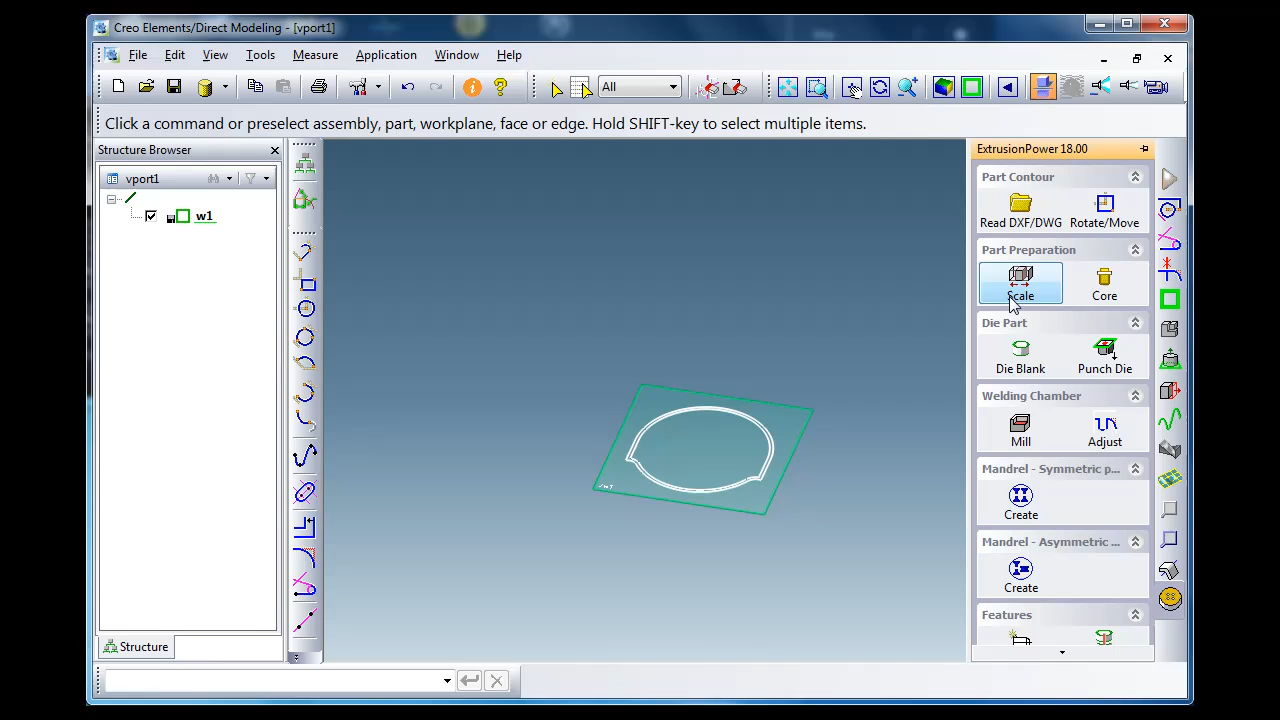 Creo Elements/Direct Modeling - [vport1]
File Edit View Tools Measure Application Window Help
All
Click a command or preselect assembly, part, workplane, face or edge. Hold SHIFT-key to select multiple items.
Structure Browser
vport1
w1
Structure
ExtrusionPower 18.00
Part Contour
Read DXF/DWG Rotate/Move
Part Preparation
Scale Core
Die Part
Die Blank Punch Die
Welding Chamber
Mill Adjust
Mandrel - Symmetric p...
Create
Mandrel - Asymmetric ...
Create
Features